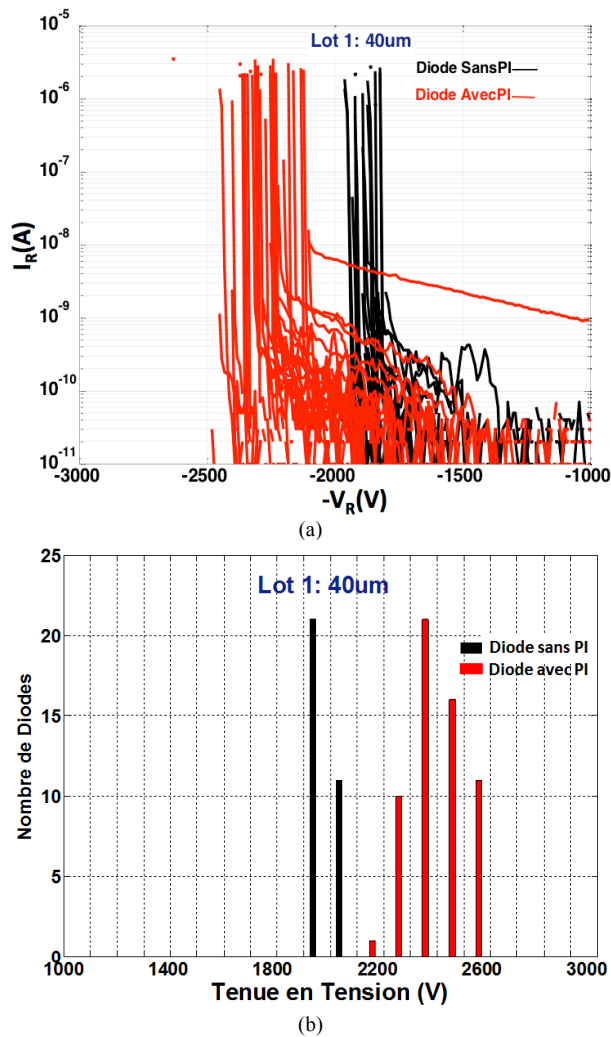 10^-5
Lot 1: 40um
Diode SansPI
Diode AvecPI
10^-6
10^-7
10^-8
10^-9
10^-10
10^-11
I_R(A)
-3000 -2500 -2000 -1500 -1000
-V_R(V)
(a)
25
Lot 1: 40um
20
Diode sans PI
Diode avec PI
15
10
5
0
Nombre de Diodes
1000 1400 1800 2200 2600 3000
Tenue en Tension (V)
(b)